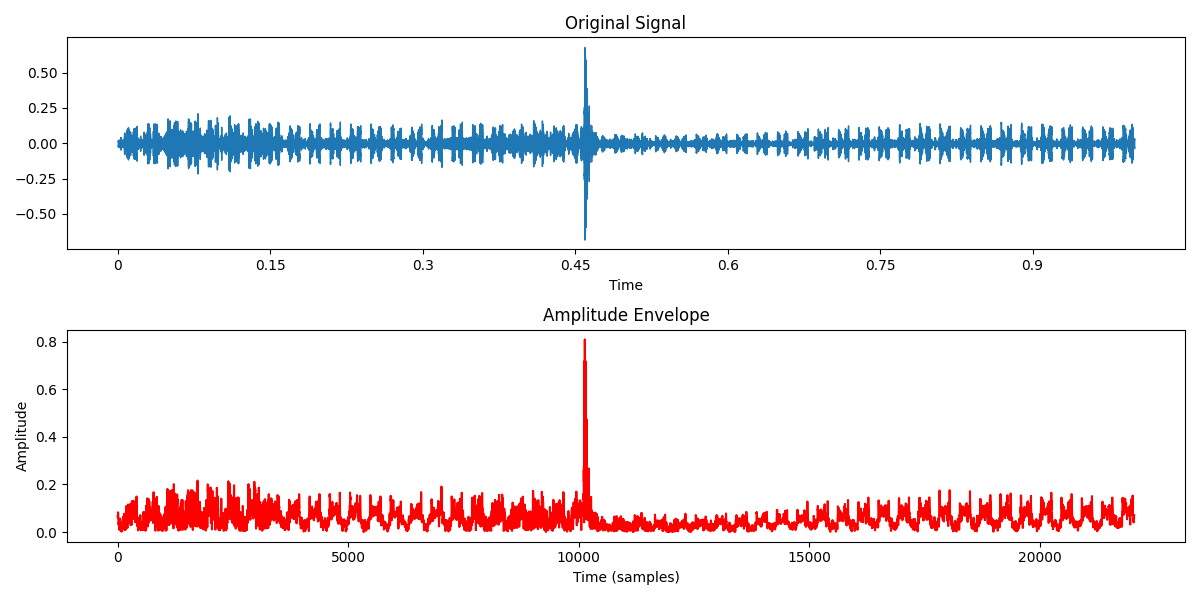 Original Signal
0.50
0.25
0.00
−0.25
−0.50
0 0.15 0.3 0.45 0.6 0.75 0.9
Time
Amplitude Envelope
Amplitude
0.8
0.6
0.4
0.2
0.0
0 5000 10000 15000 20000
Time (samples)